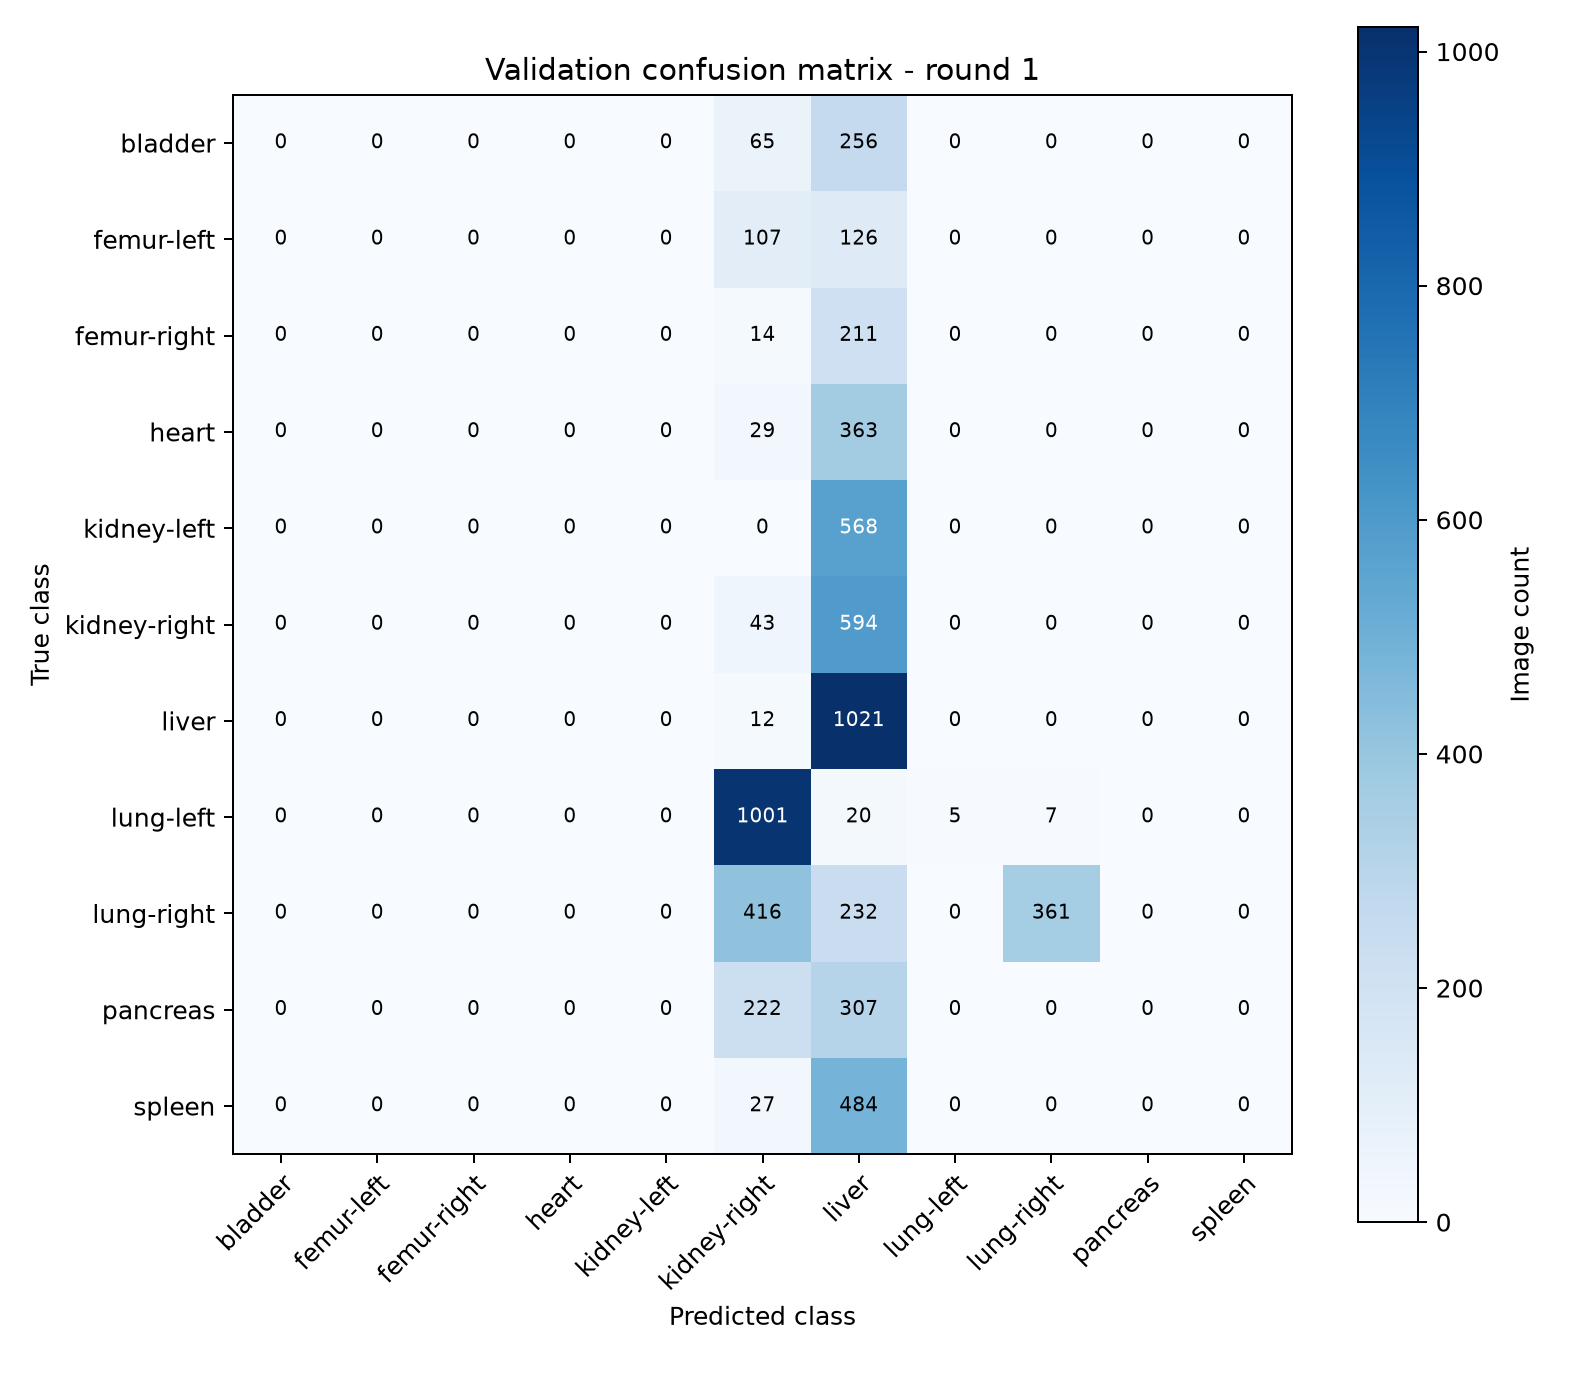 Validation confusion matrix - round 1
bladder 0 0 0 0 0 65 256 0 0 0 0
femur-left 0 0 0 0 0 107 126 0 0 0 0
femur-right 0 0 0 0 0 14 211 0 0 0 0
heart 0 0 0 0 0 29 363 0 0 0 0
kidney-left 0 0 0 0 0 0 568 0 0 0 0
kidney-right 0 0 0 0 0 43 594 0 0 0 0
liver 0 0 0 0 0 12 1021 0 0 0 0
lung-left 0 0 0 0 0 1001 20 5 7 0 0
lung-right 0 0 0 0 0 416 232 0 361 0 0
pancreas 0 0 0 0 0 222 307 0 0 0 0
spleen 0 0 0 0 0 27 484 0 0 0 0
bladder femur-left femur-right heart kidney-left kidney-right liver lung-left lung-right pancreas spleen
Predicted class
True class
1000
800
600
400
200
0
Image count